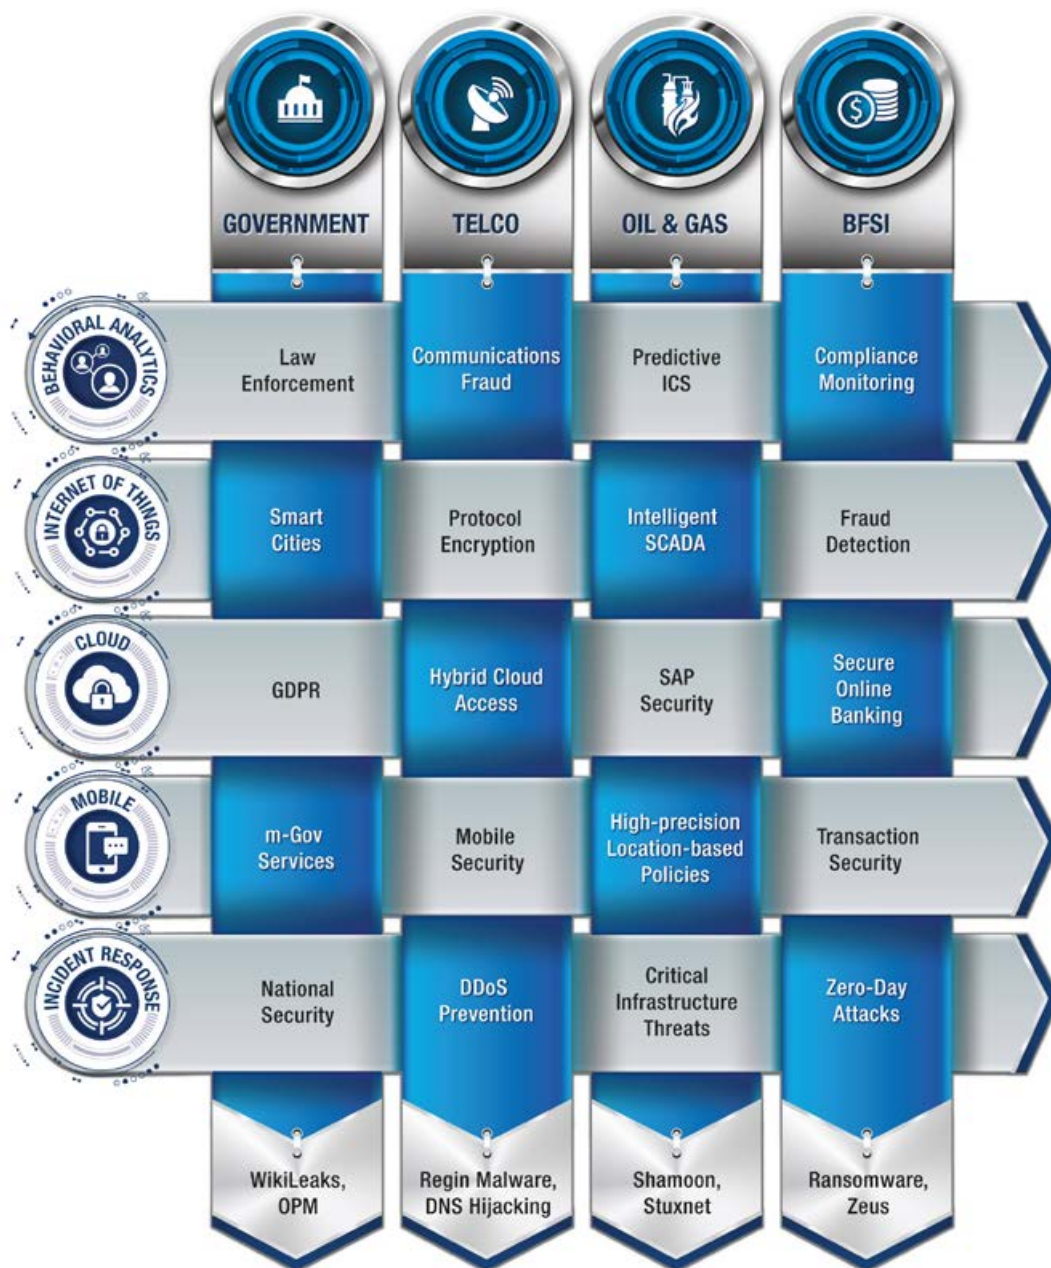 GOVERNMENT
TELCO
OIL & GAS
BFSI
BEHAVIORAL ANALYTICS
Law
Enforcement
Communications
Fraud
Predictive
ICS
Compliance
Monitoring
INTERNET OF THINGS
Smart
Cities
Protocol
Encryption
Intelligent
SCADA
Fraud
Detection
CLOUD
GDPR
Hybrid Cloud
Access
SAP
Security
Secure
Online
Banking
MOBILE
m-Gov
Services
Mobile
Security
High-precision
Location-based
Policies
Transaction
Security
INCIDENT RESPONSE
National
Security
DDoS
Prevention
Critical
Infrastructure
Threats
Zero-Day
Attacks
WikiLeaks,
OPM
Regin Malware,
DNS Hijacking
Shamoon,
Stuxnet
Ransomware,
Zeus